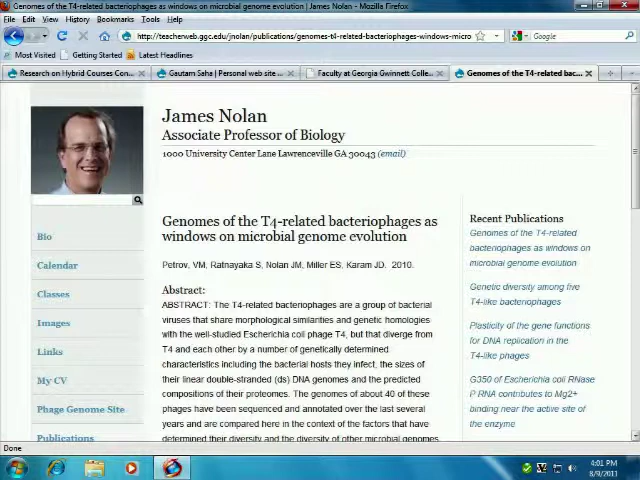 Genomes of the T4-related bacteriophages as windows on microbial genome evolution | James Nolan - Mozilla Firefox
File Edit View History Bookmarks Tools Help
http://teacherweb.ggc.edu/jnolan/publications/genomes-t4-related-bacteriophages-windows-micro
Google
Most Visited Getting Started Latest Headlines
Research on Hybrid Courses Con...
Gautam Saha | Personal web site ...
Faculty at Georgia Gwinnett Colle...
Genomes of the T4-related bac...
James Nolan
Associate Professor of Biology
1000 University Center Lane Lawrenceville GA 30043 (email)
Bio
Calendar
Classes
Images
Links
My CV
Phage Genome Site
Publications
Genomes of the T4-related bacteriophages as
windows on microbial genome evolution
Petrov, VM, Ratnayaka S, Nolan JM, Miller ES, Karam JD. 2010.
Abstract:
ABSTRACT: The T4-related bacteriophages are a group of bacterial
viruses that share morphological similarities and genetic homologies
with the well-studied Escherichia coli phage T4, but that diverge from
T4 and each other by a number of genetically determined
characteristics including the bacterial hosts they infect, the sizes of
their linear double-stranded (ds) DNA genomes and the predicted
compositions of their proteomes. The genomes of about 40 of these
phages have been sequenced and annotated over the last several
years and are compared here in the context of the factors that have
determined their diversity and the diversity of other microbial genomes
Recent Publications
Genomes of the T4-related
bacteriophages as windows on
microbial genome evolution
Genetic diversity among five
T4-like bacteriophages
Plasticity of the gene functions
for DNA replication in the
T4-like phages
G350 of Escherichia coli RNase
P RNA contributes to Mg2+
binding near the active site of
the enzyme
Done
4:01 PM
8/9/2011